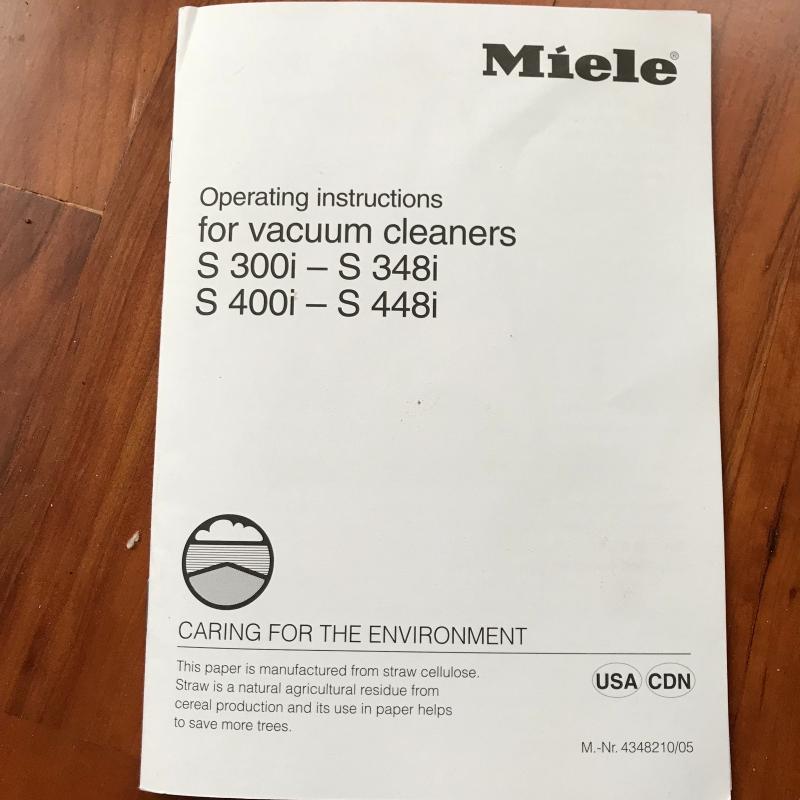 Miele®
Operating instructions
for vacuum cleaners
S 300i – S 348i
S 400i – S 448i
CARING FOR THE ENVIRONMENT
This paper is manufactured from straw cellulose.
Straw is a natural agricultural residue from
cereal production and its use in paper helps
to save more trees.
USA CDN
M.-Nr. 4348210/05